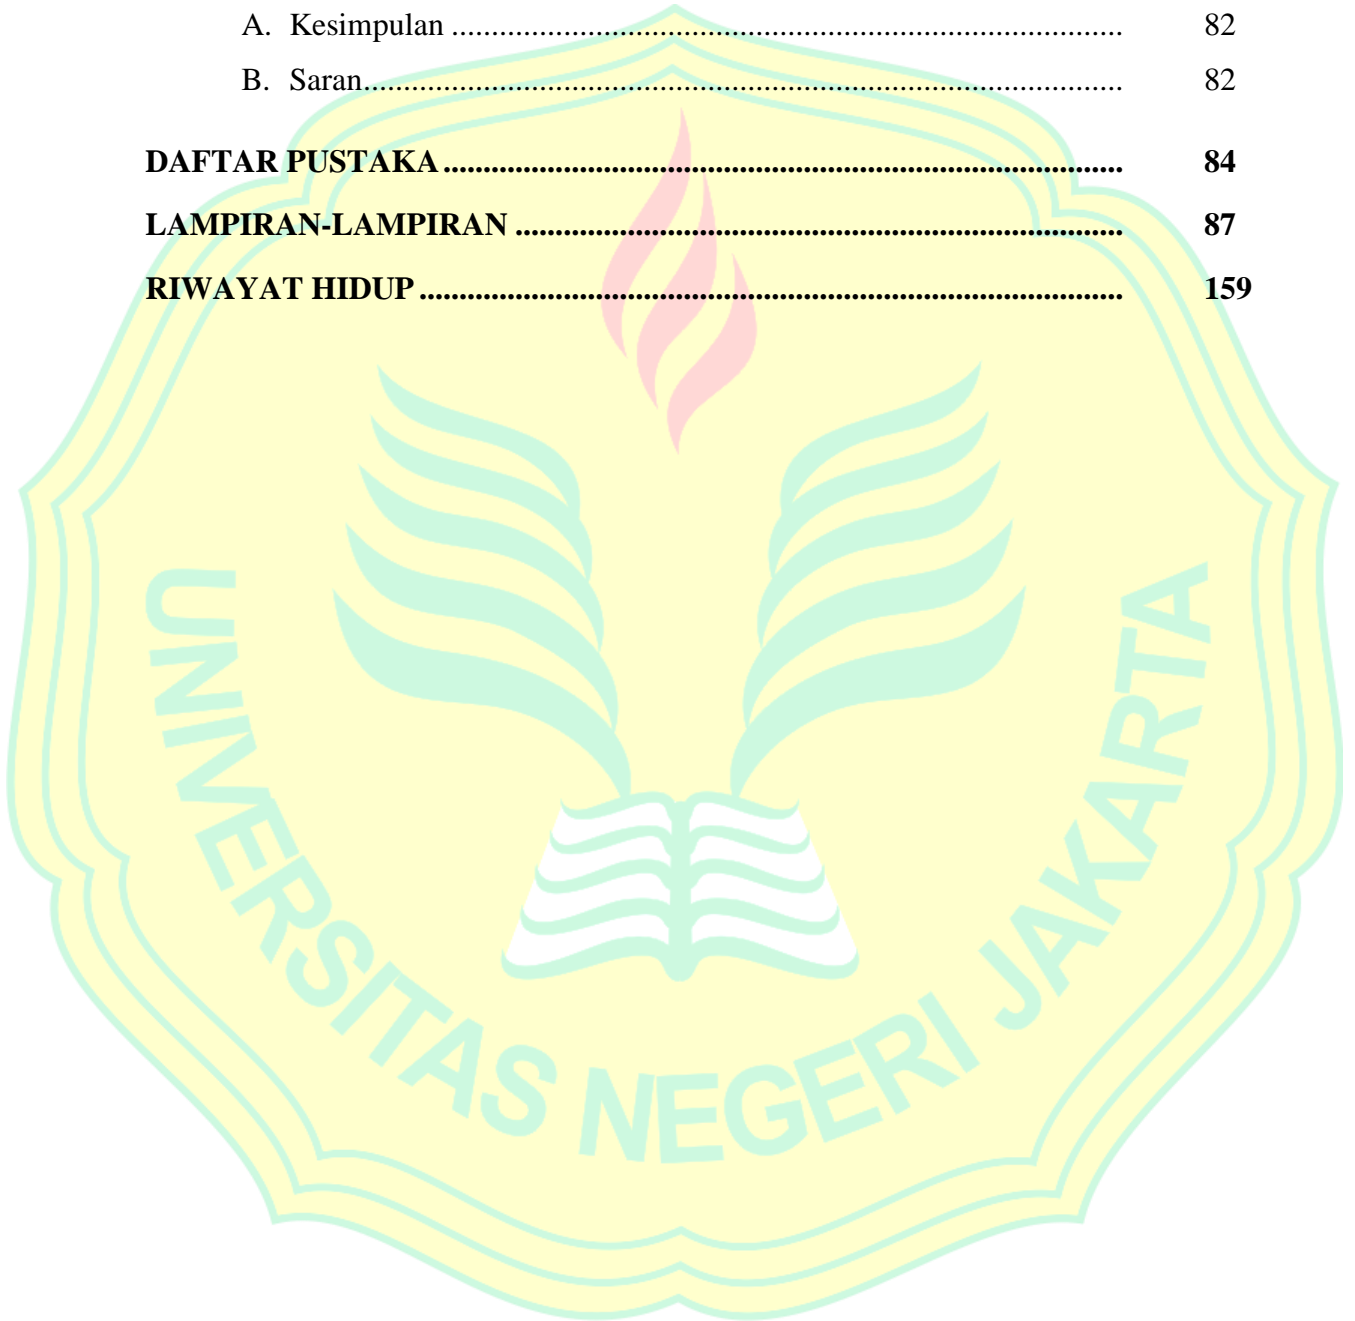 A. Kesimpulan ..................................................................................... 82
B. Saran................................................................................................ 82
DAFTAR PUSTAKA ..................................................................................... 84
LAMPIRAN-LAMPIRAN ............................................................................ 87
RIWAYAT HIDUP ........................................................................................ 159
UNIVERSITAS NEGERI JAKARTA